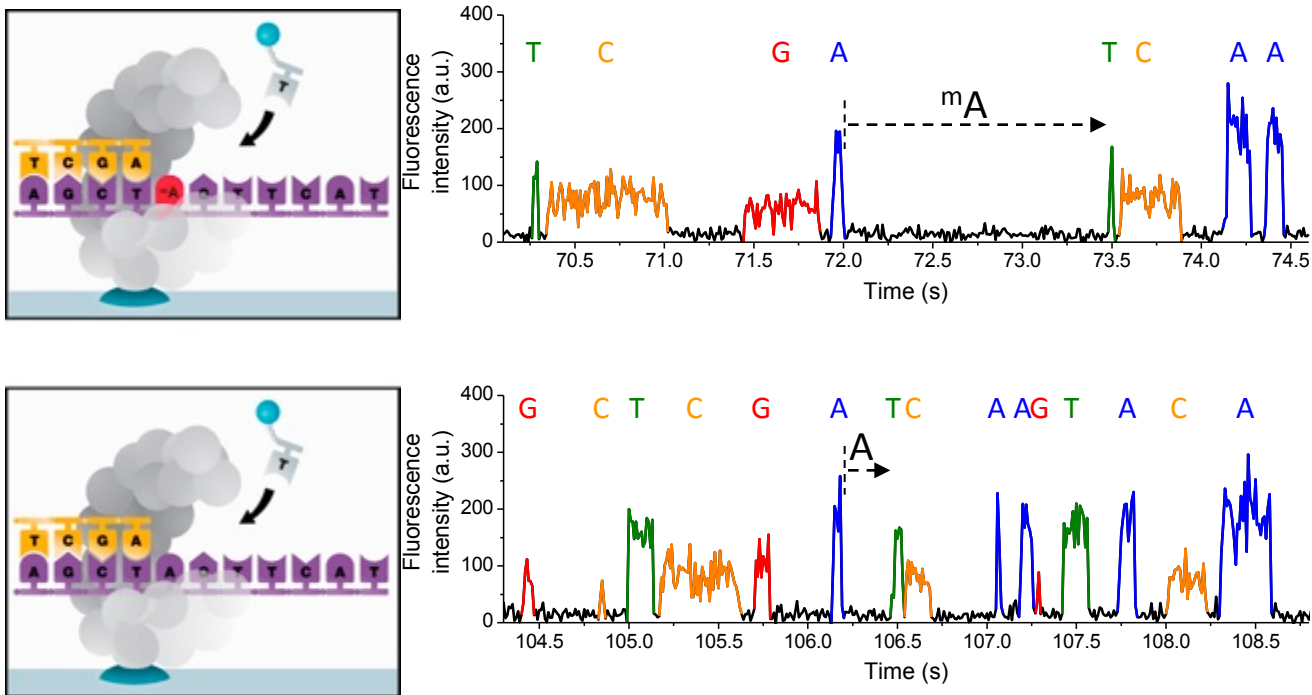 T
T C G A
A G C T mA T T C A T
Fluorescence
intensity (a.u.)
400
300
200
100
0
T C G A T C A A
mA
70.5 71.0 71.5 72.0 72.5 73.0 73.5 74.0 74.5
Time (s)
T
T C G A
A G C T A T T C A T
Fluorescence
intensity (a.u.)
400
300
200
100
0
G C T C G A T C A A G T A C A
A
104.5 105.0 105.5 106.0 106.5 107.0 107.5 108.0 108.5
Time (s)